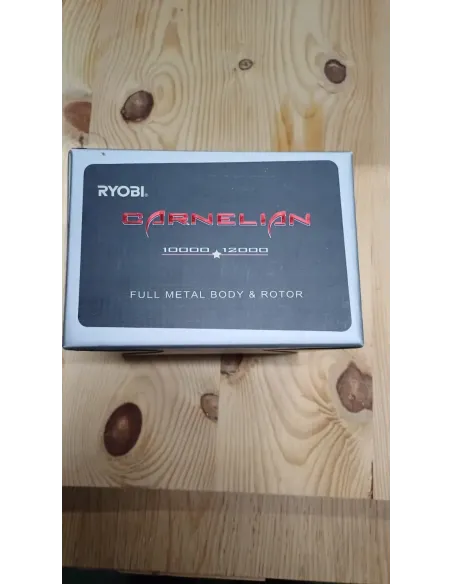 RYOBI®
CARNELIAN
10000 ★ 12000
FULL METAL BODY & ROTOR